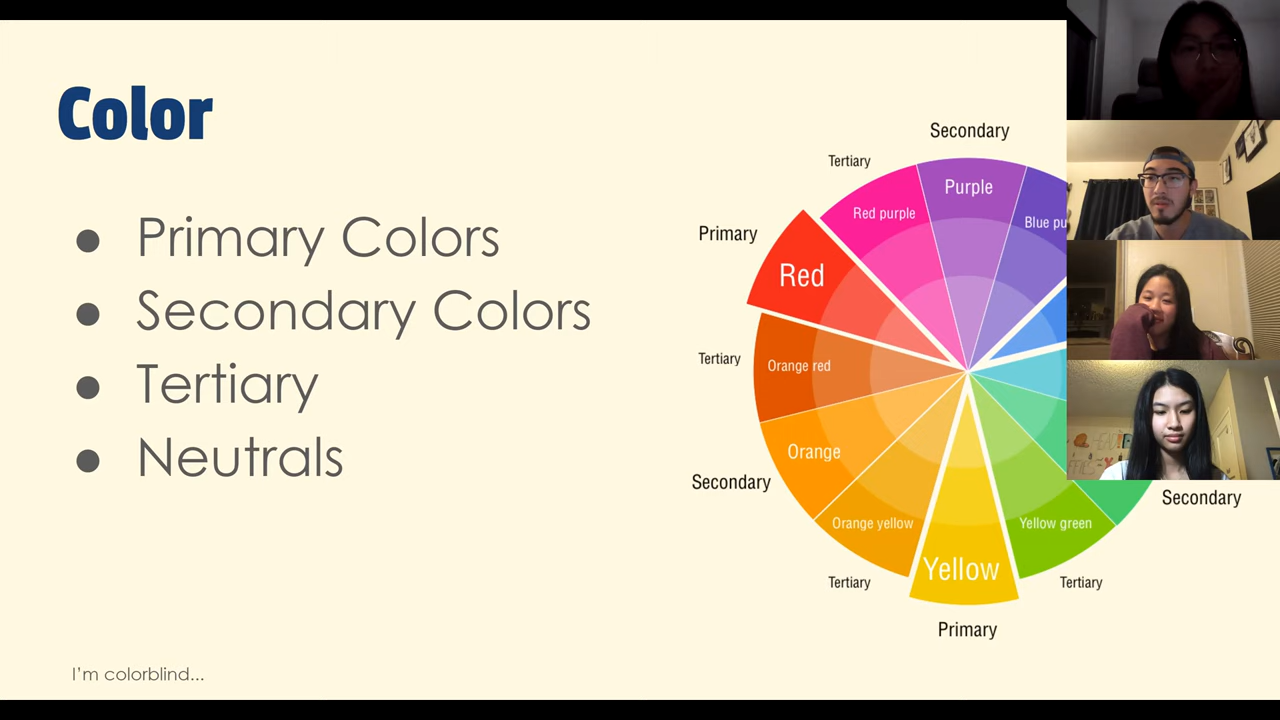 Color
Primary Colors
Secondary Colors
Tertiary
Neutrals
I'm colorblind...
Secondary
Tertiary
Purple
Red purple
Blue pu
Primary
Red
Tertiary
Orange red
Orange
Secondary
Orange yellow
Yellow green
Secondary
Yellow
Tertiary
Tertiary
Primary